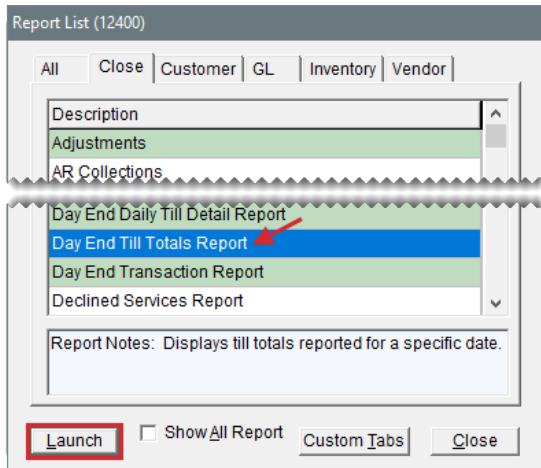 Report List (12400)
All Close Customer GL Inventory Vendor
Description
Adjustments
AR Collections
Day End Daily Till Detail Report
Day End Till Totals Report
Day End Transaction Report
Declined Services Report
Report Notes: Displays till totals reported for a specific date.
Launch Show All Report Custom Tabs Close